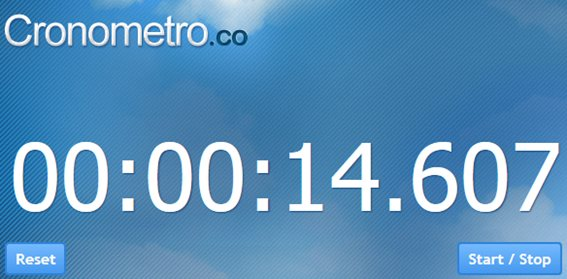 Cronometro.co
00:00:14.607
Reset Start / Stop